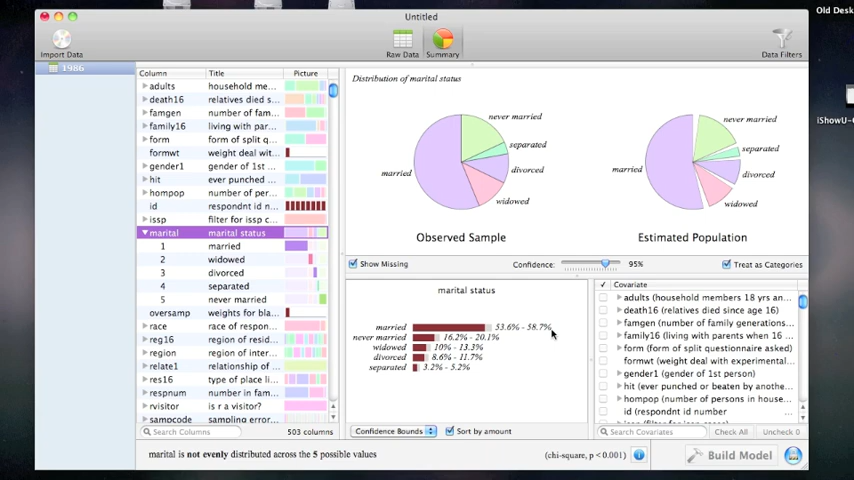 Old Desk
Untitled
Import Data
Raw Data
Summary
Data Filters
iShowU-
1986
Column Title Picture
adults household me...
death16 relatives died s...
famgen number of fam...
family16 living with par...
form form of split q...
formwt weight deal wit...
gender1 gender of 1st ...
hit ever punched ...
hompop number of per...
id respondnt id n...
issp filter for issp c...
marital marital status
1 married
2 widowed
3 divorced
4 separated
5 never married
oversamp weights for bla...
race race of respon...
reg16 region of resid...
region region of inter...
relate1 relationship of ...
res16 type of place li...
respnum number in fam...
rvisitor is r a visitor?
sampcode sampling error...
Search Columns
503 columns
Distribution of marital status
never married
separated
divorced
widowed
married
Observed Sample
never married
separated
divorced
widowed
married
Estimated Population
Show Missing
Confidence:
95%
Treat as Categories
marital status
married 53.6% - 58.7%
never married 16.2% - 20.1%
widowed 10% - 13.3%
divorced 8.6% - 11.7%
separated 3.2% - 5.2%
Confidence Bounds
Sort by amount
✓ Covariate
adults (household members 18 yrs an...
death16 (relatives died since age 16)
famgen (number of family generations...
family16 (living with parents when 16 ...
form (form of split questionnaire asked)
formwt (weight deal with experimental...
gender1 (gender of 1st person)
hit (ever punched or beaten by anothe...
hompop (number of persons in house...
id (respondnt id number
Search Covariates
Check All
Uncheck 0
marital is not evenly distributed across the 5 possible values
(chi-square, p < 0.001)
Build Model